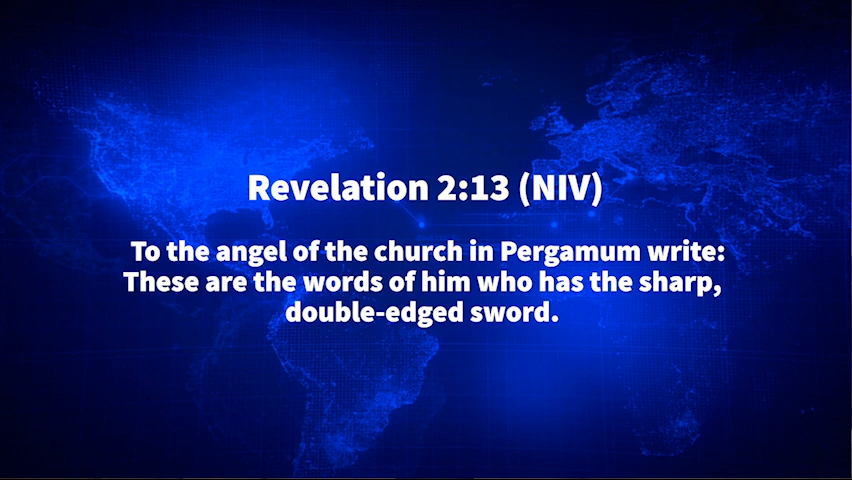 Revelation 2:13 (NIV)
To the angel of the church in Pergamum write:
These are the words of him who has the sharp,
double-edged sword.